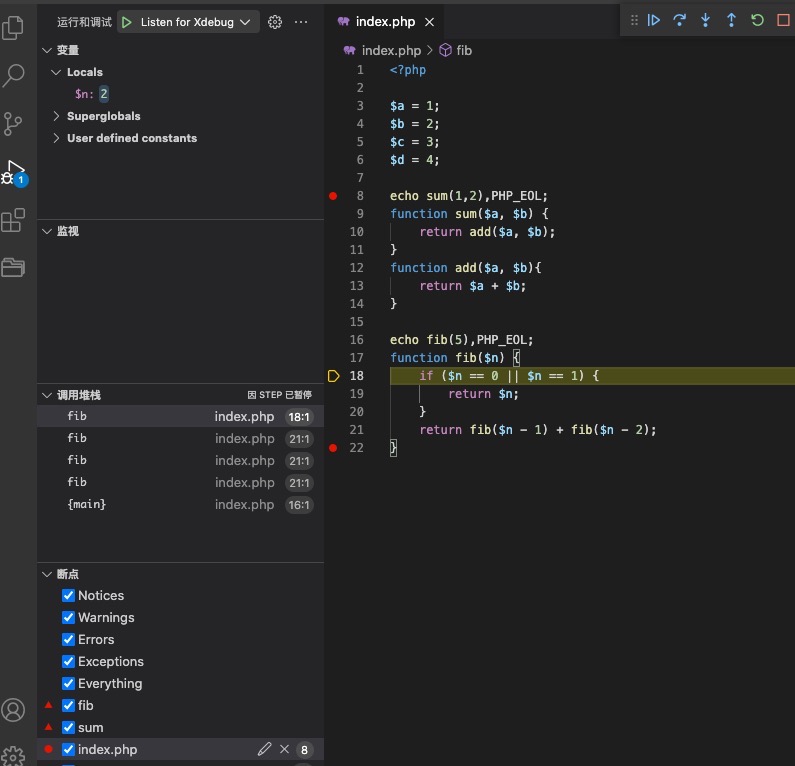 运行和调试 Listen for Xdebug
index.php
index.php > fib
变量
Locals
$n: 2
Superglobals
User defined constants
监视
调用堆栈 因 STEP 已暂停
fib index.php 18:1
fib index.php 21:1
fib index.php 21:1
fib index.php 21:1
{main} index.php 16:1
断点
Notices
Warnings
Errors
Exceptions
Everything
fib
sum
index.php 8
1
1 <?php
2
3 $a = 1;
4 $b = 2;
5 $c = 3;
6 $d = 4;
7
8 echo sum(1,2),PHP_EOL;
9 function sum($a, $b) {
10 return add($a, $b);
11 }
12 function add($a, $b){
13 return $a + $b;
14 }
15
16 echo fib(5),PHP_EOL;
17 function fib($n) {
18 if ($n == 0 || $n == 1) {
19 return $n;
20 }
21 return fib($n - 1) + fib($n - 2);
22 }